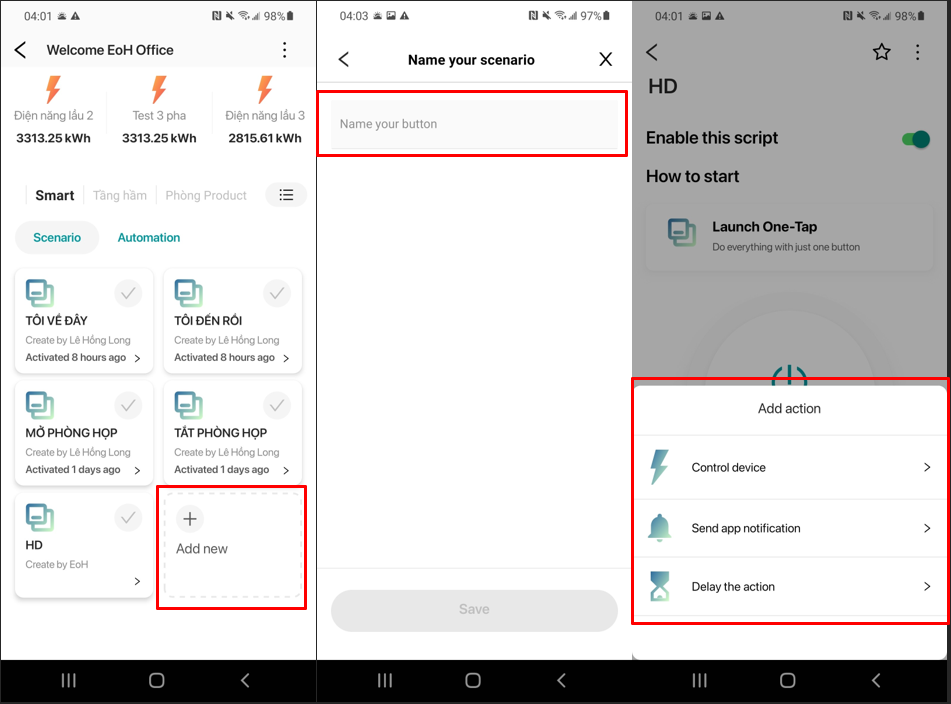 04:01
98%
Welcome EoH Office
Điện năng lầu 2
Test 3 pha
Điện năng lầu 3
3313.25 kWh
3313.25 kWh
2815.61 kWh
Smart
Tầng hầm
Phòng Product
Scenario
Automation
TÔI VỀ ĐÂY
Create by Lê Hồng Long
Activated 8 hours ago
TÔI ĐẾN RỒI
Create by Lê Hồng Long
Activated 8 hours ago
MỞ PHÒNG HỌP
Create by Lê Hồng Long
Activated 1 days ago
TẮT PHÒNG HỌP
Create by Lê Hồng Long
Activated 1 days ago
HD
Create by EoH
Add new
04:03
97%
Name your scenario
Name your button
Save
04:01
98%
HD
Enable this script
How to start
Launch One-Tap
Do everything with just one button
Add action
Control device
Send app notification
Delay the action